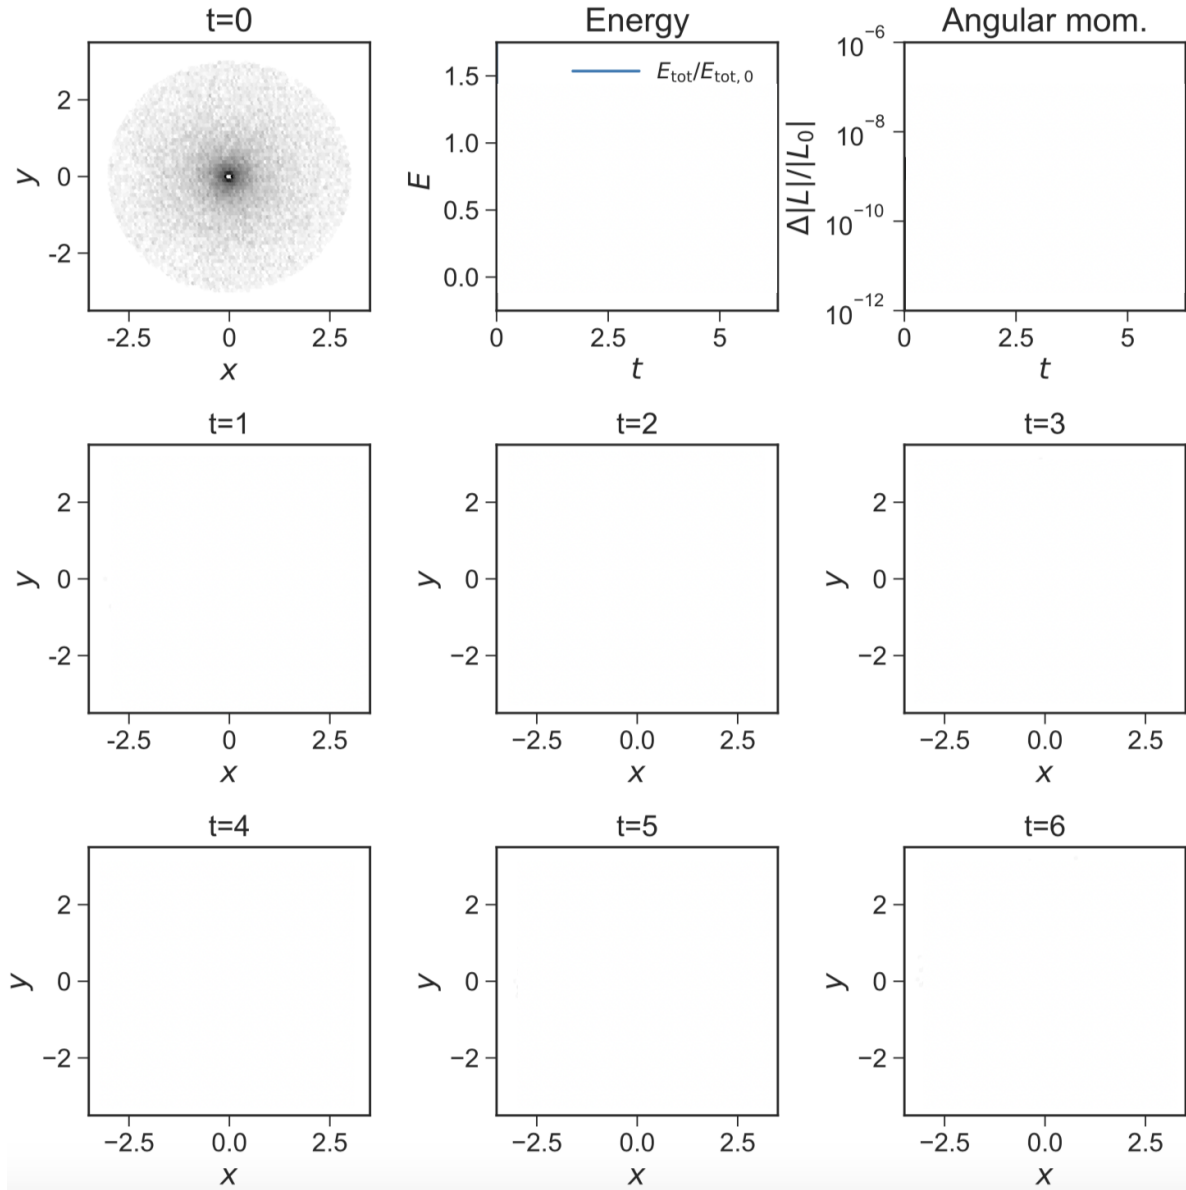 t=0
Energy
Angular mom.
2
0
-2
y
-2.5
0
2.5
x
1.5
1.0
0.5
0.0
E
E_tot/E_tot, 0
0
2.5
5
t
10^-6
10^-8
10^-10
10^-12
Δ|L|/|L_0|
0
2.5
5
t
t=1
t=2
t=3
2
0
-2
y
-2.5
0
2.5
x
2
0
−2
y
−2.5
0.0
2.5
x
2
0
−2
y
−2.5
0.0
2.5
x
t=4
t=5
t=6
2
0
−2
y
−2.5
0.0
2.5
x
2
0
−2
y
−2.5
0.0
2.5
x
2
0
−2
y
−2.5
0.0
2.5
x